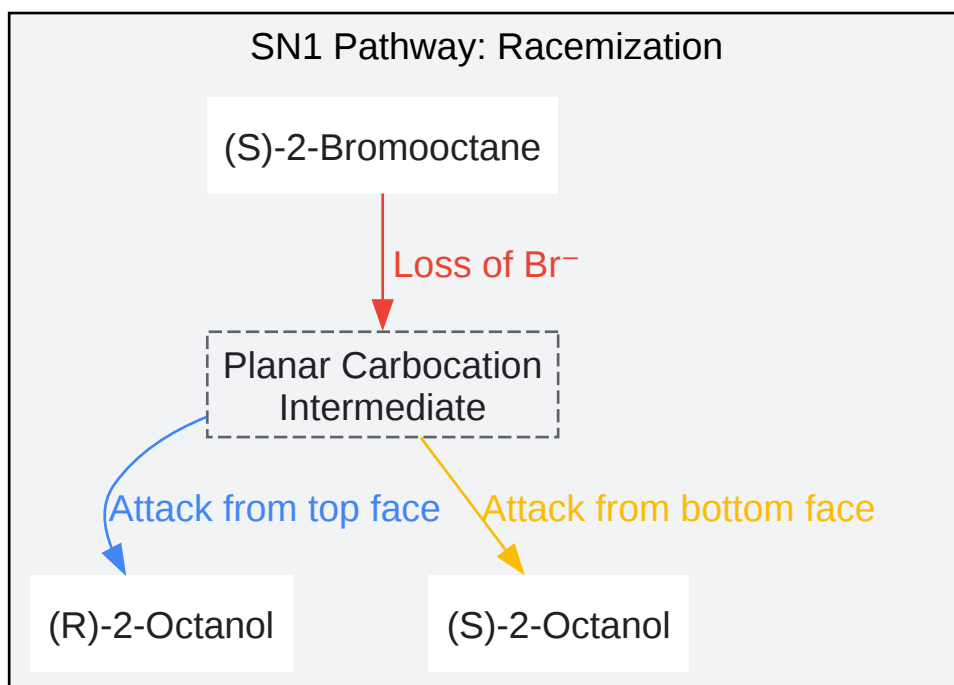 SN1 Pathway: Racemization
(S)-2-Bromooctane
Loss of Br⁻
Planar Carbocation
Intermediate
Attack from top face
Attack from bottom face
(R)-2-Octanol
(S)-2-Octanol